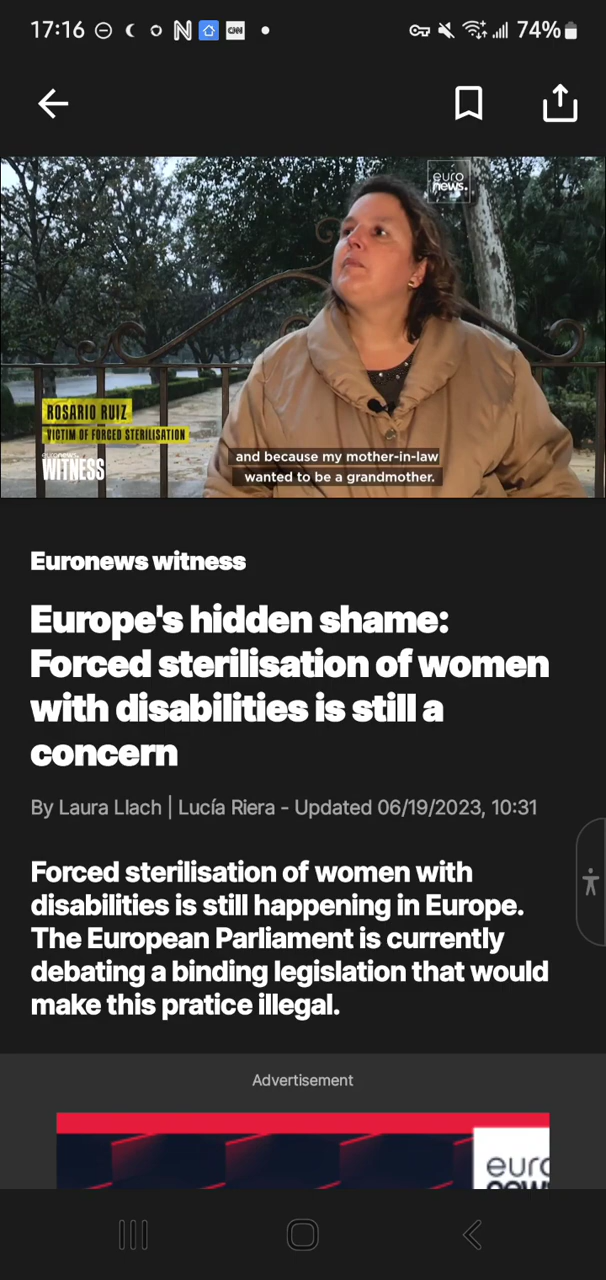 17:16
N
CNN
74%
euro
news.
ROSARIO RUIZ
VICTIM OF FORCED STERILISATION
euronews.
WITNESS
and because my mother-in-law
wanted to be a grandmother.
Euronews witness
Europe's hidden shame:
Forced sterilisation of women
with disabilities is still a
concern
By Laura Llach | Lucía Riera - Updated 06/19/2023, 10:31
Forced sterilisation of women with
disabilities is still happening in Europe.
The European Parliament is currently
debating a binding legislation that would
make this pratice illegal.
Advertisement
euro
news